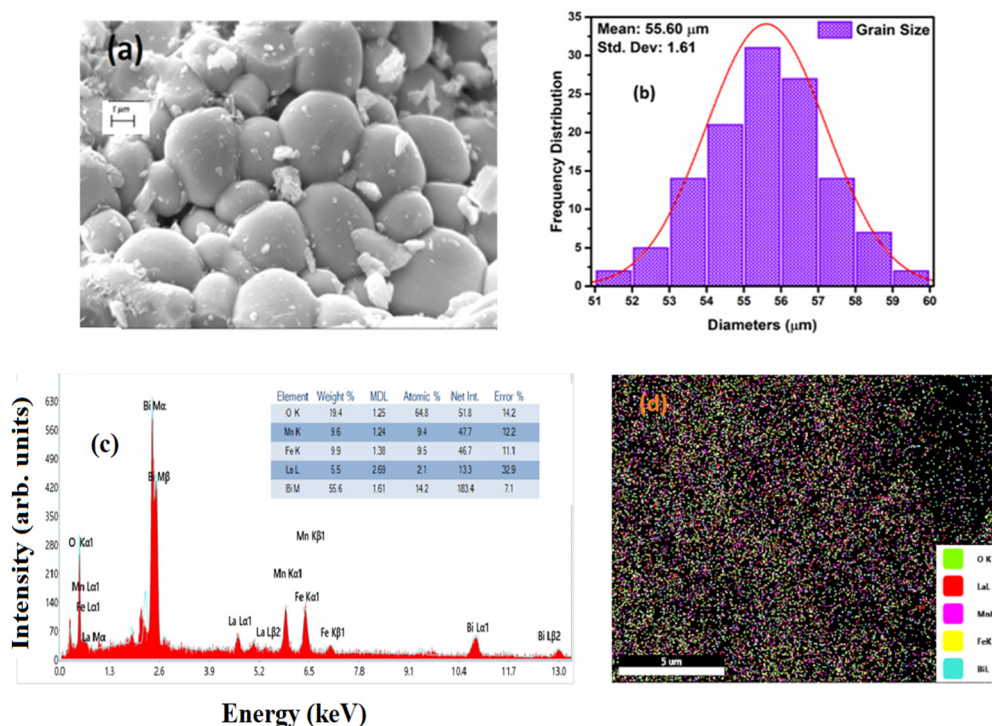 (a)
1 µm
Mean: 55.60 µm
Std. Dev: 1.61
Grain Size
(b)
Frequency Distribution
35
30
25
20
15
10
5
0
51 52 53 54 55 56 57 58 59 60
Diameters (µm)
(c)
Intensity (arb. units)
630
560
490
420
350
280
210
140
70
0
Element Weight % MDL Atomic % Net Int. Error %
O K 19.4 1.25 64.8 51.8 14.2
Mn K 9.6 1.24 9.4 47.7 12.2
Fe K 9.9 1.38 9.5 46.7 11.1
La L 5.5 2.69 2.1 13.3 32.9
Bi M 55.6 1.61 14.2 183.4 7.1
Bi Mα
Bi Mβ
O Kα1
Mn Lα1
Fe Lα1
La Mα
La Lα1
La Lβ2
Mn Kβ1
Mn Kα1
Fe Kα1
Fe Kβ1
Bi Lα1
Bi Lβ2
0.0 1.3 2.6 3.9 5.2 6.5 7.8 9.1 10.4 11.7 13.0
Energy (keV)
(d)
5 um
O K
LaL
MnK
FeK
BiL